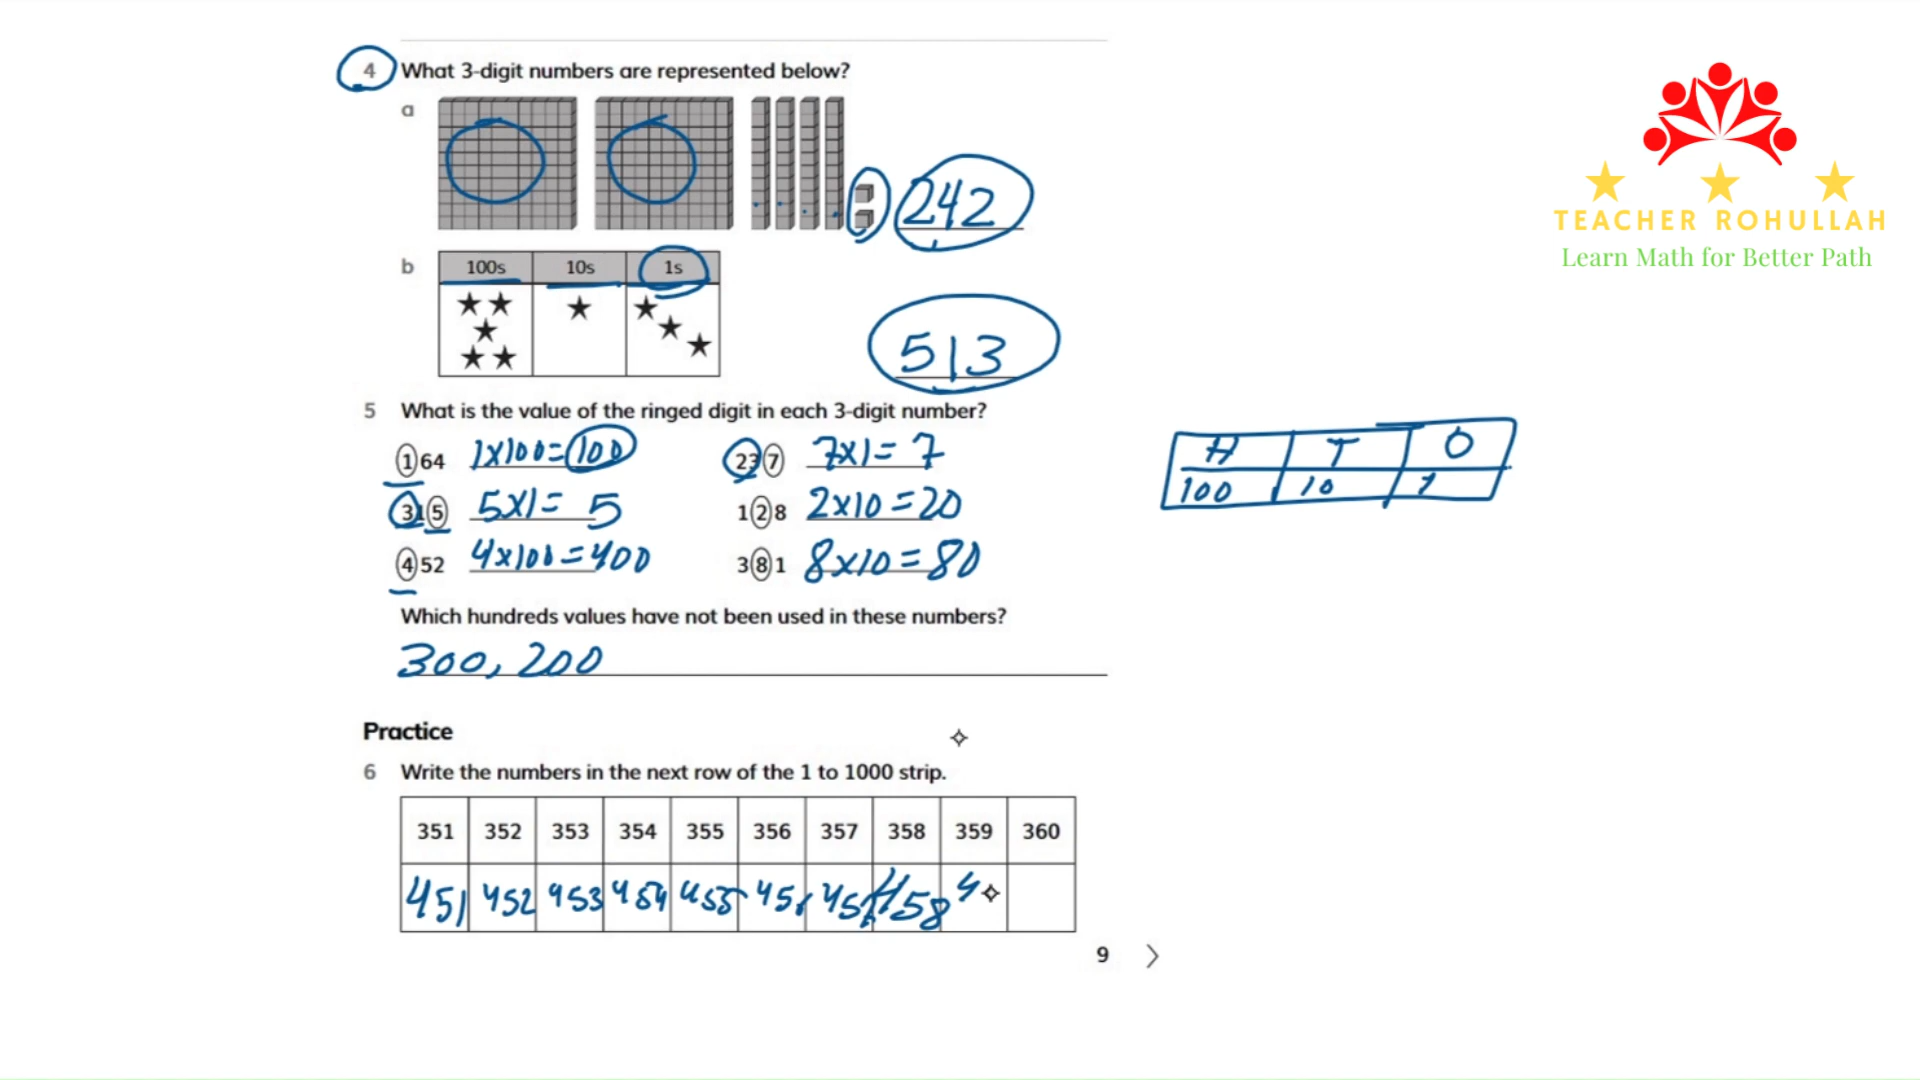 4 What 3-digit numbers are represented below?
a
242
b 100s 10s 1s
513
5 What is the value of the ringed digit in each 3-digit number?
164 1x100=100 237 7x1=7
315 5x1=5 128 2x10=20
452 4x100=400 381 8x10=80
Which hundreds values have not been used in these numbers?
300, 200
Practice
6 Write the numbers in the next row of the 1 to 1000 strip.
351 352 353 354 355 356 357 358 359 360
451 452 453 454 455 458 4
9
H T O
100 10 1
TEACHER ROHULLAH
Learn Math for Better Path